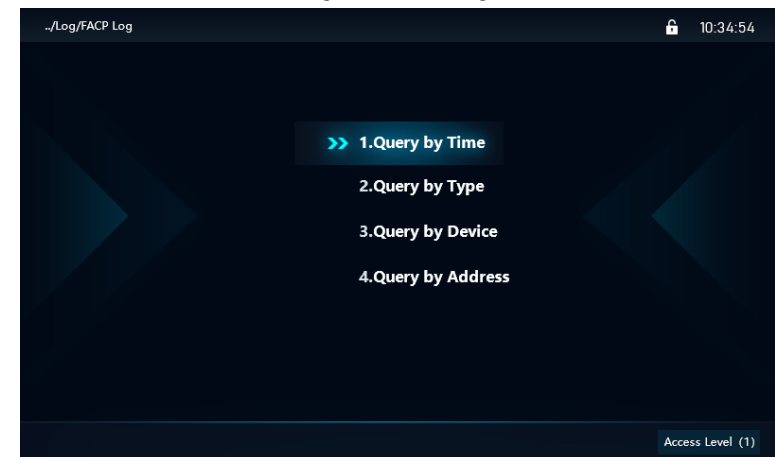 ../Log/FACP Log
10:34:54
1.Query by Time
2.Query by Type
3.Query by Device
4.Query by Address
Access Level (1)